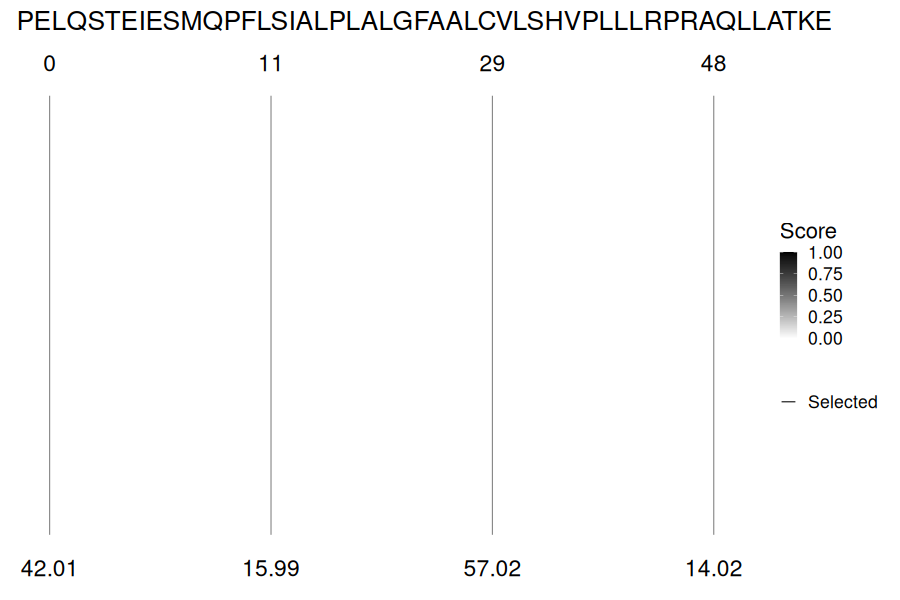 PELQSTEIESMQPFLSIALPLALGFAALCVLSHVPLLLRPRAQLLATKE
0 11 29 48
Score
1.00
0.75
0.50
0.25
0.00
Selected
42.01 15.99 57.02 14.02